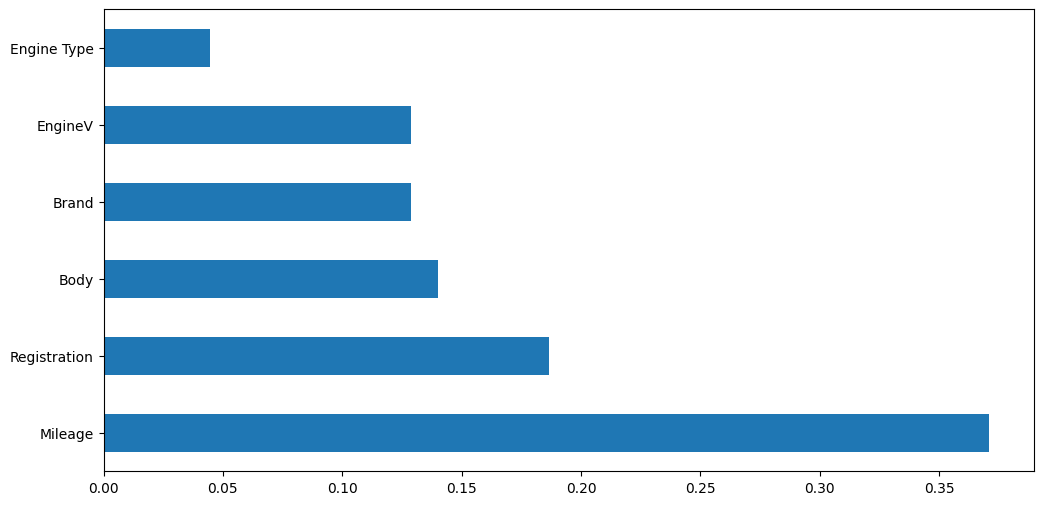 Engine Type
EngineV
Brand
Body
Registration
Mileage
0.00 0.05 0.10 0.15 0.20 0.25 0.30 0.35